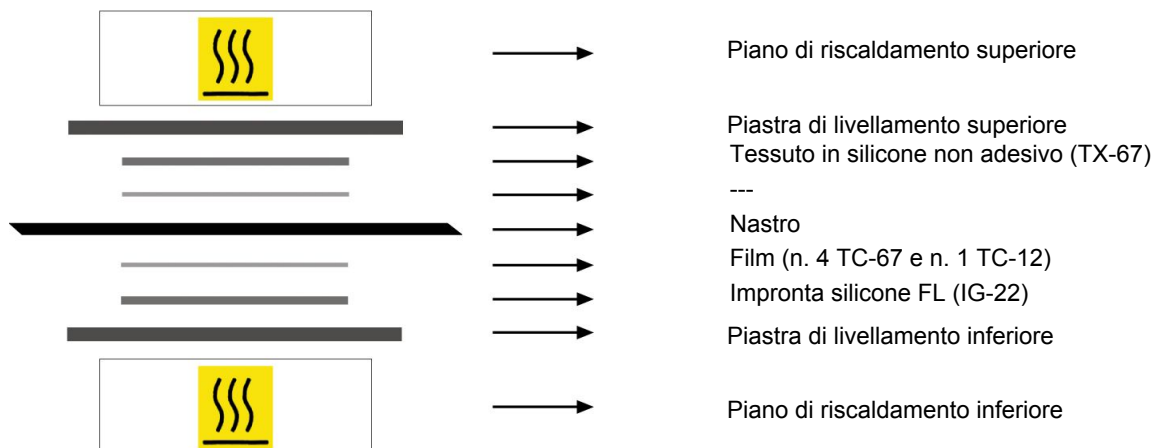 Piano di riscaldamento superiore
Piastra di livellamento superiore
Tessuto in silicone non adesivo (TX-67)
---
Nastro
Film (n. 4 TC-67 e n. 1 TC-12)
Impronta silicone FL (IG-22)
Piastra di livellamento inferiore
Piano di riscaldamento inferiore